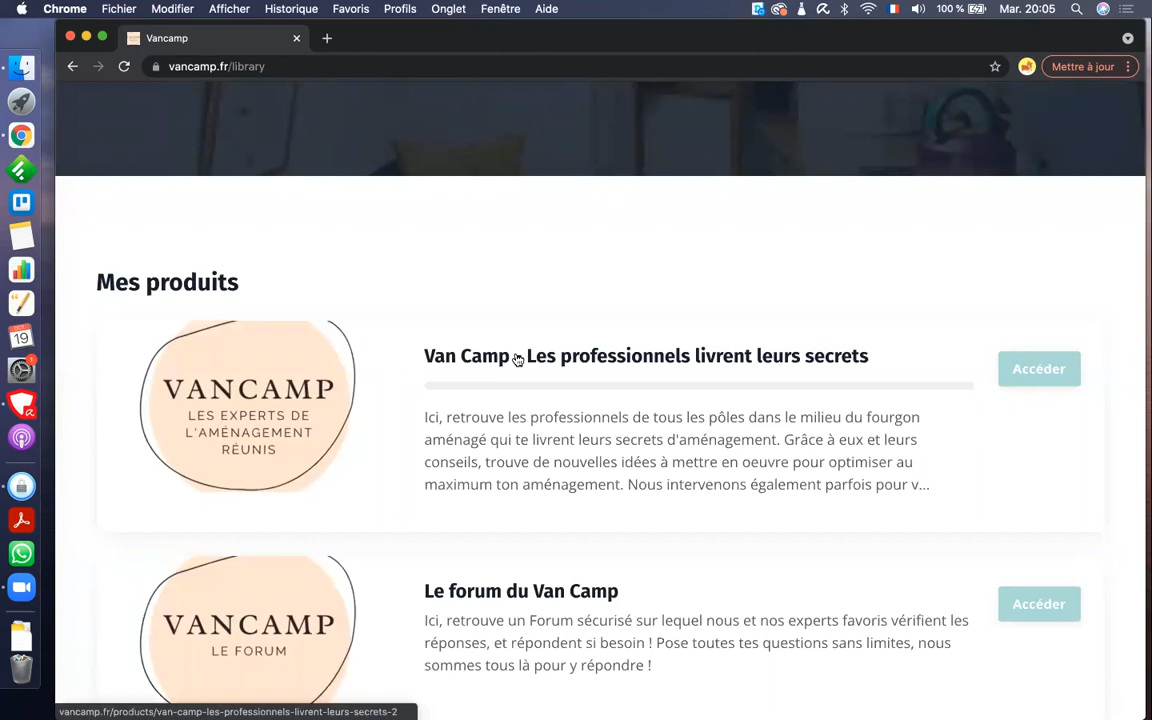 Chrome Fichier Modifier Afficher Historique Favoris Profils Onglet Fenêtre Aide 100 % Mar. 20:05
Vancamp
vancamp.fr/library
Mettre à jour
Mes produits
VANCAMP
LES EXPERTS DE
L'AMÉNAGEMENT
RÉUNIS
Van Camp - Les professionnels livrent leurs secrets
Accéder
Ici, retrouve les professionnels de tous les pôles dans le milieu du fourgon
aménagé qui te livrent leurs secrets d'aménagement. Grâce à eux et leurs
conseils, trouve de nouvelles idées à mettre en oeuvre pour optimiser au
maximum ton aménagement. Nous intervenons également parfois pour v...
VANCAMP
LE FORUM
Le forum du Van Camp
Accéder
Ici, retrouve un Forum sécurisé sur lequel nous et nos experts favoris vérifient les
réponses, et répondent si besoin ! Pose toutes tes questions sans limites, nous
sommes tous là pour y répondre !
vancamp.fr/products/van-camp-les-professionnels-livrent-leurs-secrets-2
19
1